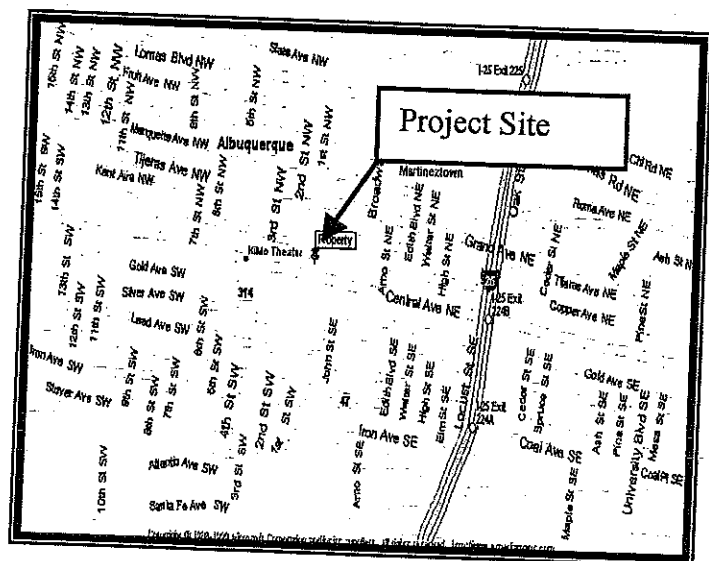 Project Site
16th St NW
14th St NW
13th St NW
12th St NW
11th St NW
Lomas Blvd NW
Fruit Ave NW
8th St NW
Slate Ave NW
5th St NW
Marquette Ave NW
Albuquerque
Tijeras Ave NW
Kent Ave NW
7th St NW
6th St NW
3rd St NW
2nd St NW
1st St NW
I-25 Exit 225
Martineztown
Oak St
Roma Ave NE
Maple St NE
Ash St N
15th St SW
14th St SW
13th St SW
12th St SW
11th St SW
Kimo Theater
Property
Arno St NE
Edith Blvd NE
Walter St NE
High St NE
Grand Ave NE
Cedar St NE
Tijeras Ave NE
Copper Ave NE
Pine St NE
Gold Ave SW
Silver Ave SW
Lead Ave SW
314
Central Ave NE
I-25 Exit
224B
Iron Ave SW
Stover Ave SW
9th St SW
8th St SW
7th St SW
6th St SW
5th St SW
4th St SW
3rd St SW
2nd St SW
1st St SW
John St SE
Edith Blvd SE
Walter St SE
High St SE
Elm St SE
Locust St SE
I-25 Exit
224A
Cedar St SE
Spruce St SE
Gold Ave SE
Ash St SE
Pine St SE
University Blvd SE
Mesa St SE
Iron Ave SE
Coal Ave SE
Coal Pl SE
Maple St SE
Arno St SE
10th St SW
Atlantic Ave SW
Santa Fe Ave SW